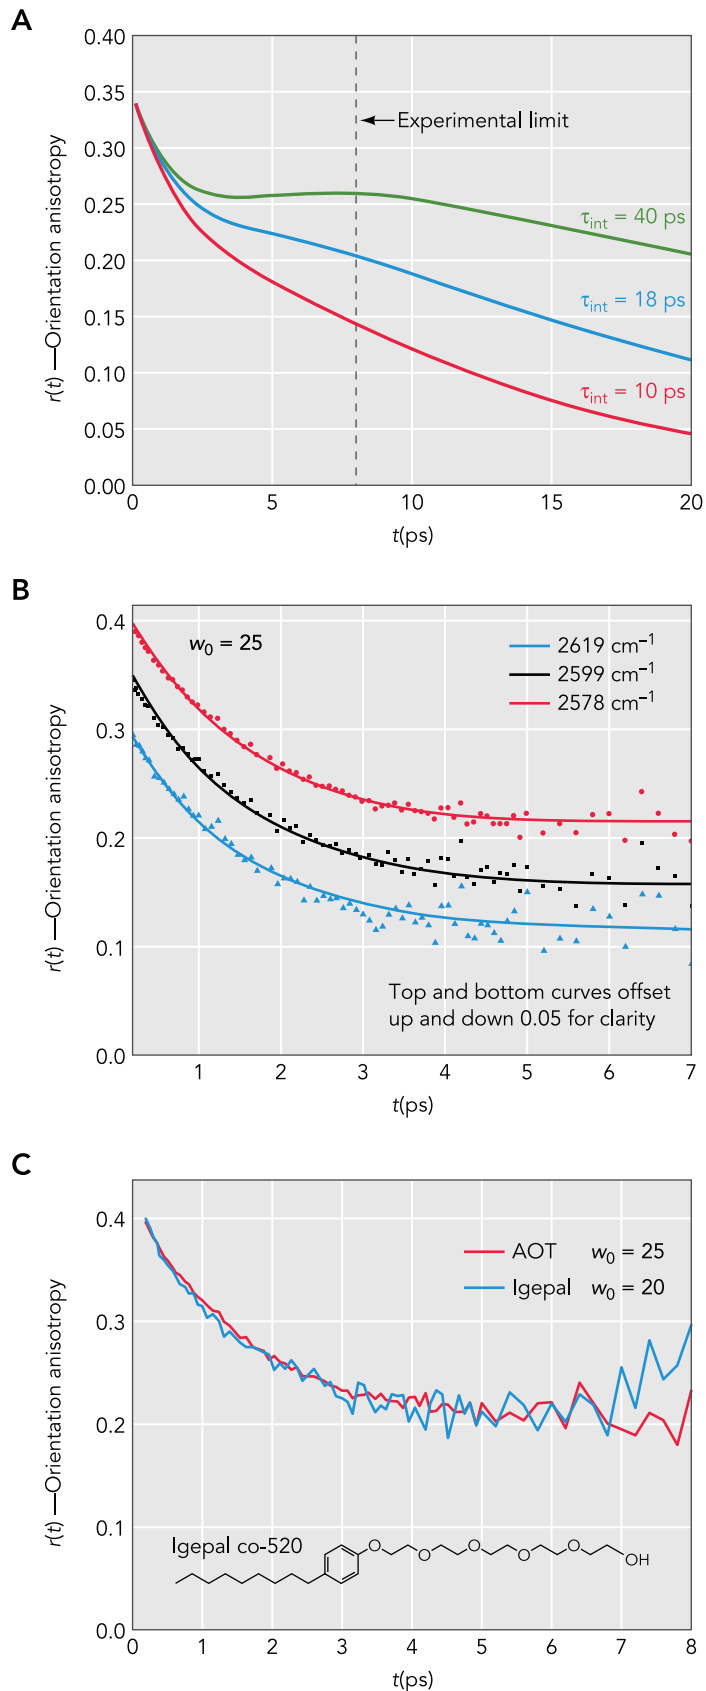 A
0.40
0.35
0.30
0.25
0.20
0.15
0.10
0.05
0.00
r(t) —Orientation anisotropy
Experimental limit
τint = 40 ps
τint = 18 ps
τint = 10 ps
0 5 10 15 20
t(ps)
B
0.4
0.3
0.2
0.1
0.0
r(t) —Orientation anisotropy
w0 = 25
2619 cm⁻¹
2599 cm⁻¹
2578 cm⁻¹
Top and bottom curves offset
up and down 0.05 for clarity
1 2 3 4 5 6 7
t(ps)
C
0.4
0.3
0.2
0.1
0.0
r(t) —Orientation anisotropy
AOT w0 = 25
Igepal w0 = 20
Igepal co-520
O O O O O OH
0 1 2 3 4 5 6 7 8
t(ps)